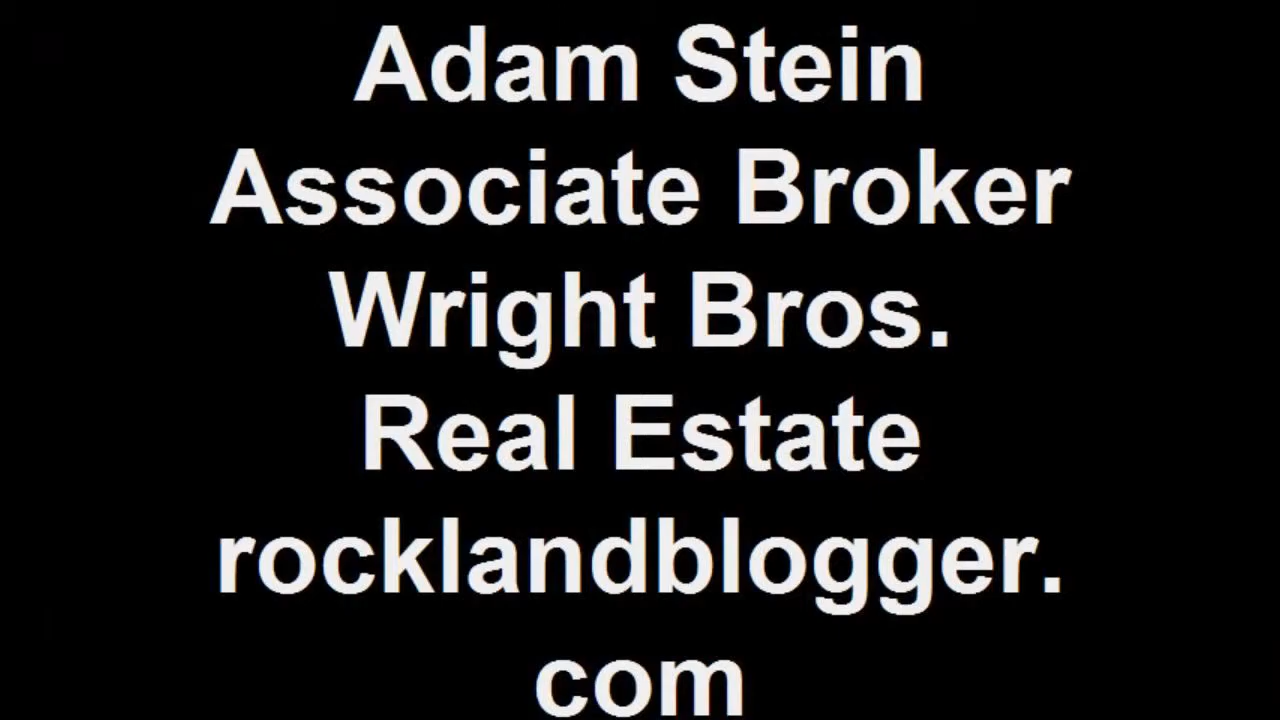 Adam Stein
Associate Broker
Wright Bros.
Real Estate
rocklandblogger.
com